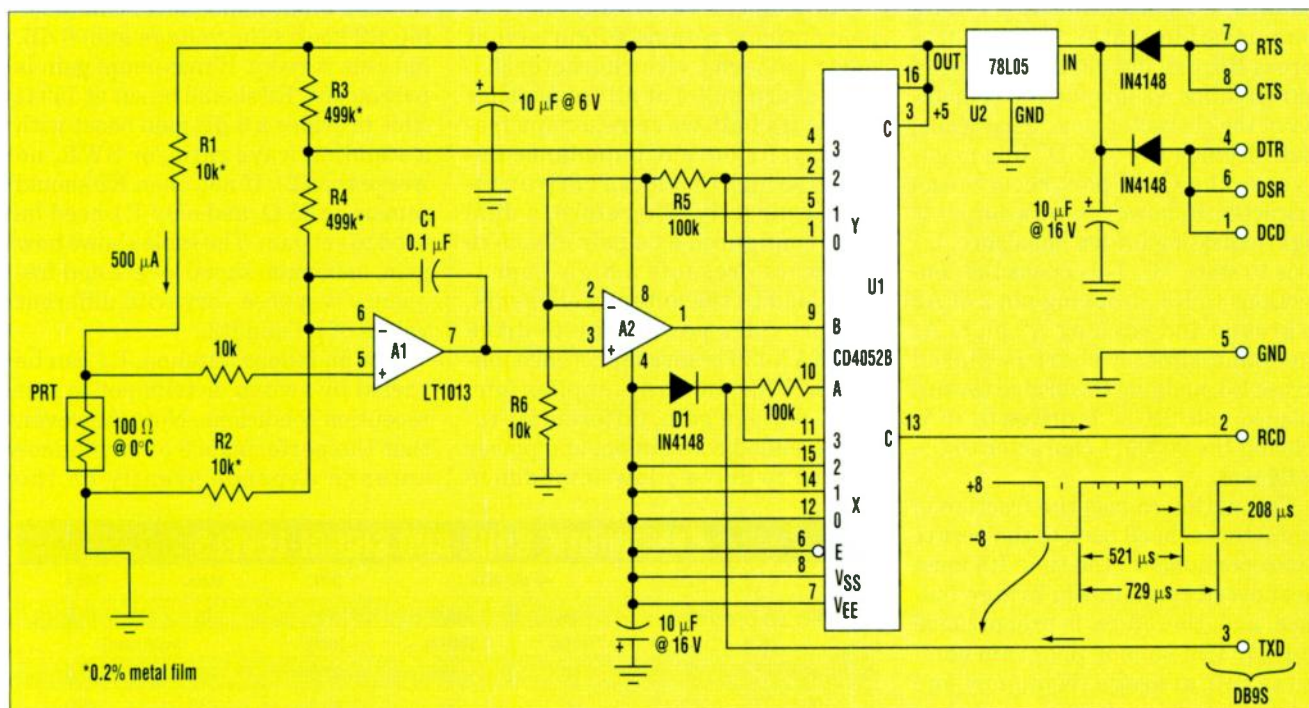 R1
10k*
500 µA
PRT
100 Ω
@ 0°C
10k
R2
10k*
*0.2% metal film
R3
499k*
R4
499k*
C1
0.1 µF
10 µF @ 6 V
+
6
−
5
+
A1
7
LT1013
2
−
3
+
A2
8
1
4
R6
10k
R5
100k
D1
IN4148
100k
10 µF
@ 16 V
+
4
3
2
2
5
1
1
0
Y
9
B
U1
CD4052B
10
A
11
3
15
2
14
1
12
0
X
6
E
8
VSS
7
VEE
16
3
C
+5
C
13
OUT
78L05
IN
U2
GND
IN4148
IN4148
10 µF
@ 16 V
+
7
RTS
8
CTS
4
DTR
6
DSR
1
DCD
5
GND
2
RCD
+8
−8
208 µs
521 µs
729 µs
3
TXD
DB9S